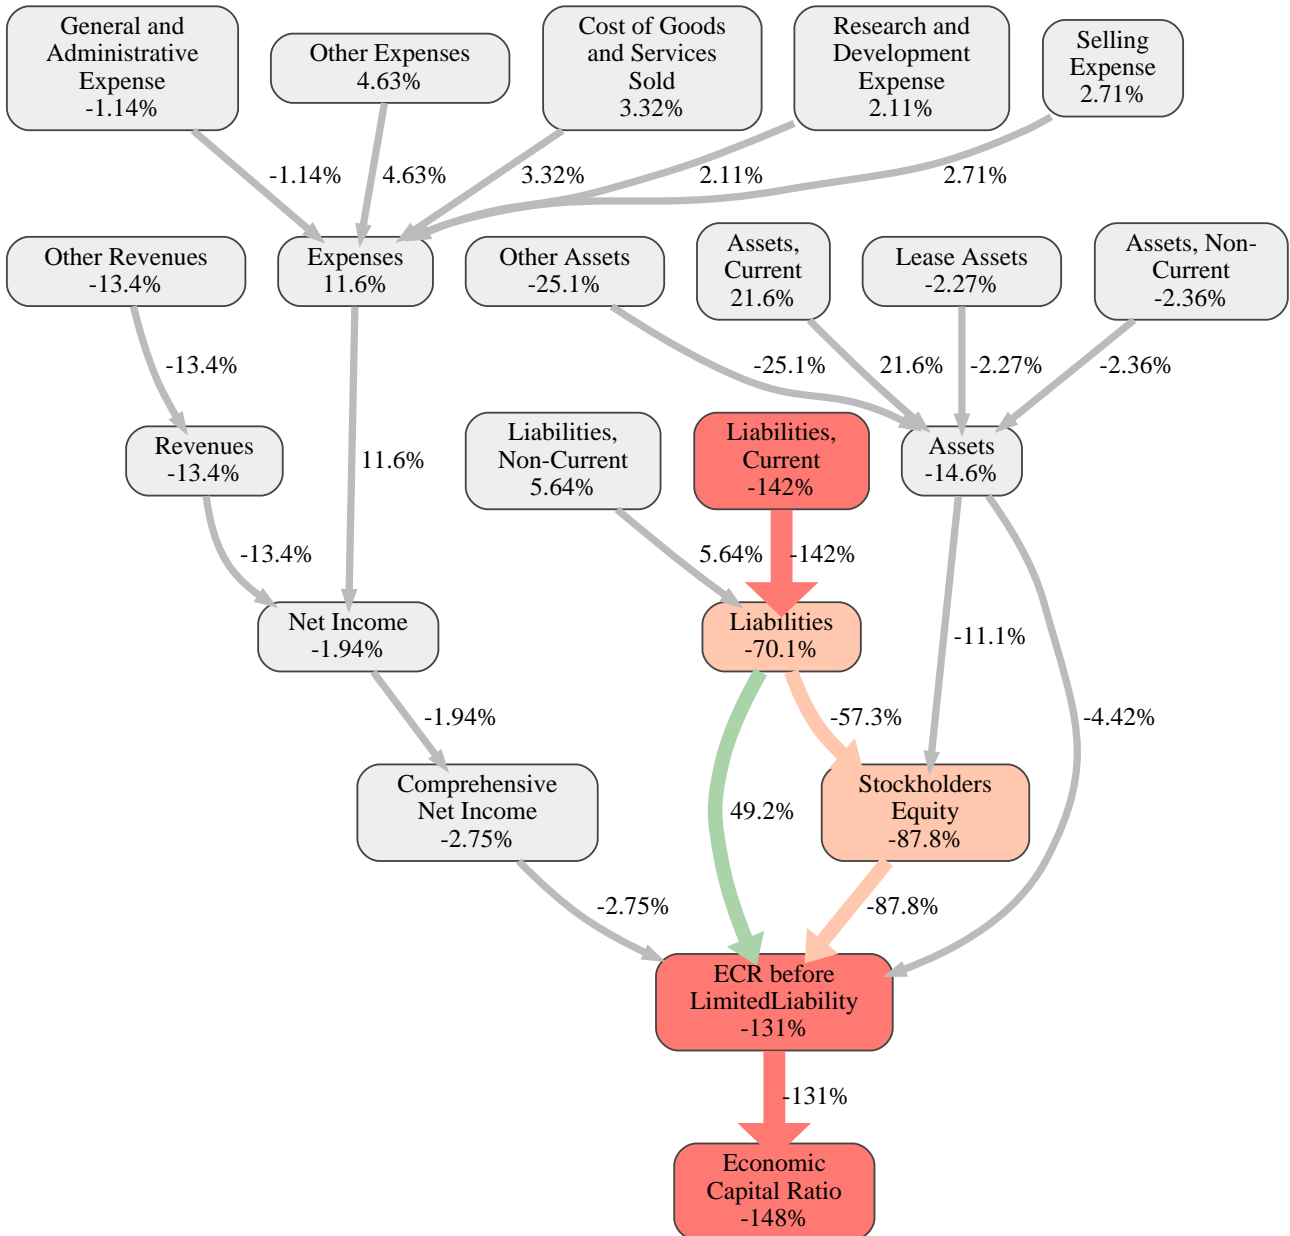 General and
Administrative
Expense
-1.14%
Other Expenses
4.63%
Cost of Goods
and Services
Sold
3.32%
Research and
Development
Expense
2.11%
Selling
Expense
2.71%
-1.14%
4.63%
3.32%
2.11%
2.71%
Other Revenues
-13.4%
Expenses
11.6%
Other Assets
-25.1%
Assets,
Current
21.6%
Lease Assets
-2.27%
Assets, Non-
Current
-2.36%
-13.4%
-25.1%
21.6%
-2.27%
-2.36%
Revenues
-13.4%
11.6%
Liabilities,
Non-Current
5.64%
Liabilities,
Current
-142%
Assets
-14.6%
-13.4%
5.64%
-142%
Net Income
-1.94%
Liabilities
-70.1%
-11.1%
-1.94%
-57.3%
-4.42%
Comprehensive
Net Income
-2.75%
49.2%
Stockholders
Equity
-87.8%
-2.75%
-87.8%
ECR before
LimitedLiability
-131%
-131%
Economic
Capital Ratio
-148%